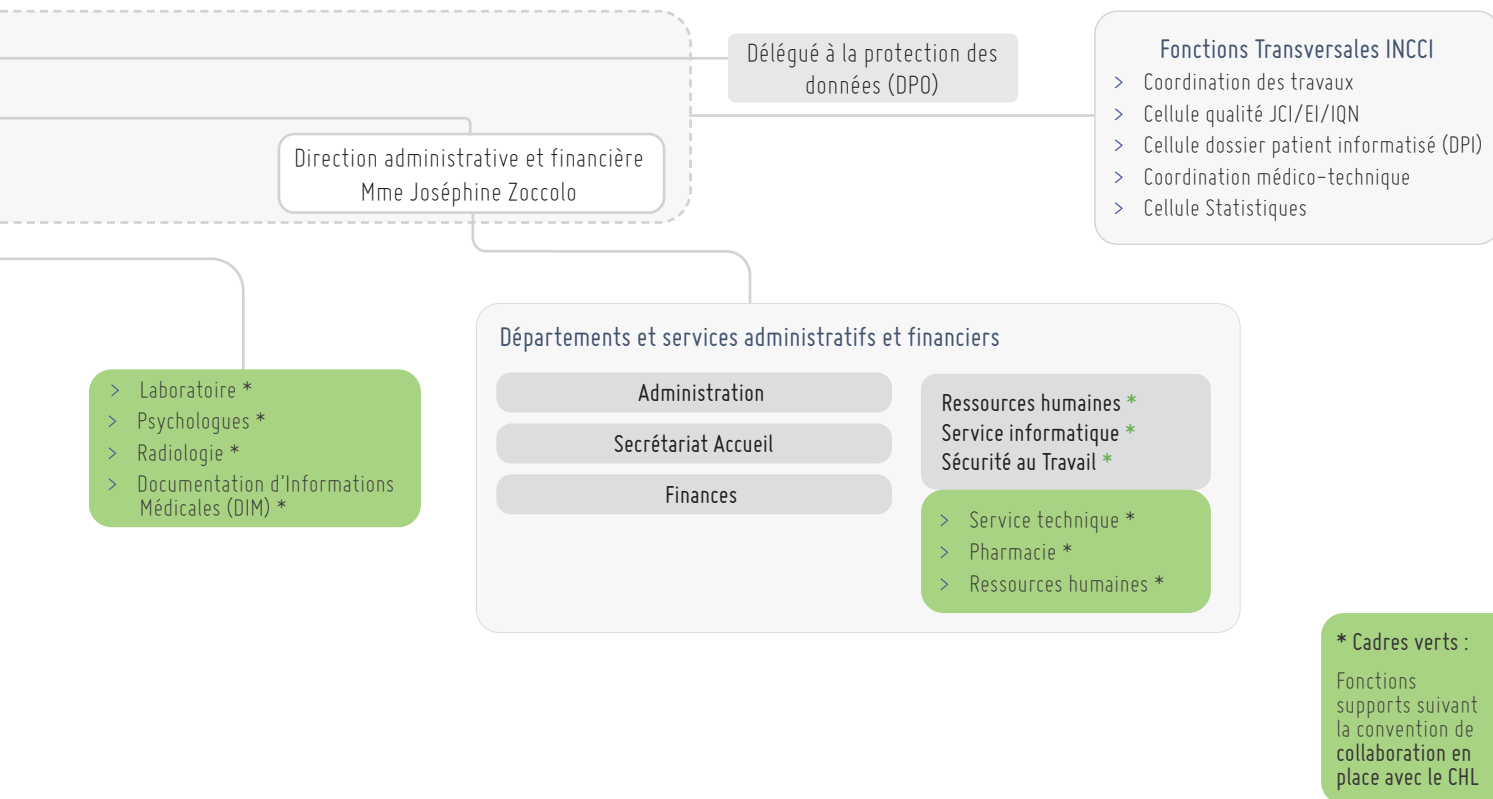 Délégué à la protection des
données (DPO)
Fonctions Transversales INCCI
> Coordination des travaux
> Cellule qualité JCI/EI/IQN
> Cellule dossier patient informatisé (DPI)
> Coordination médico-technique
> Cellule Statistiques
Direction administrative et financière
Mme Joséphine Zoccolo
> Laboratoire *
> Psychologues *
> Radiologie *
> Documentation d'Informations
Médicales (DIM) *
Départements et services administratifs et financiers
Administration
Secrétariat Accueil
Finances
Ressources humaines *
Service informatique *
Sécurité au Travail *
> Service technique *
> Pharmacie *
> Ressources humaines *
* Cadres verts :
Fonctions
supports suivant
la convention de
collaboration en
place avec le CHL